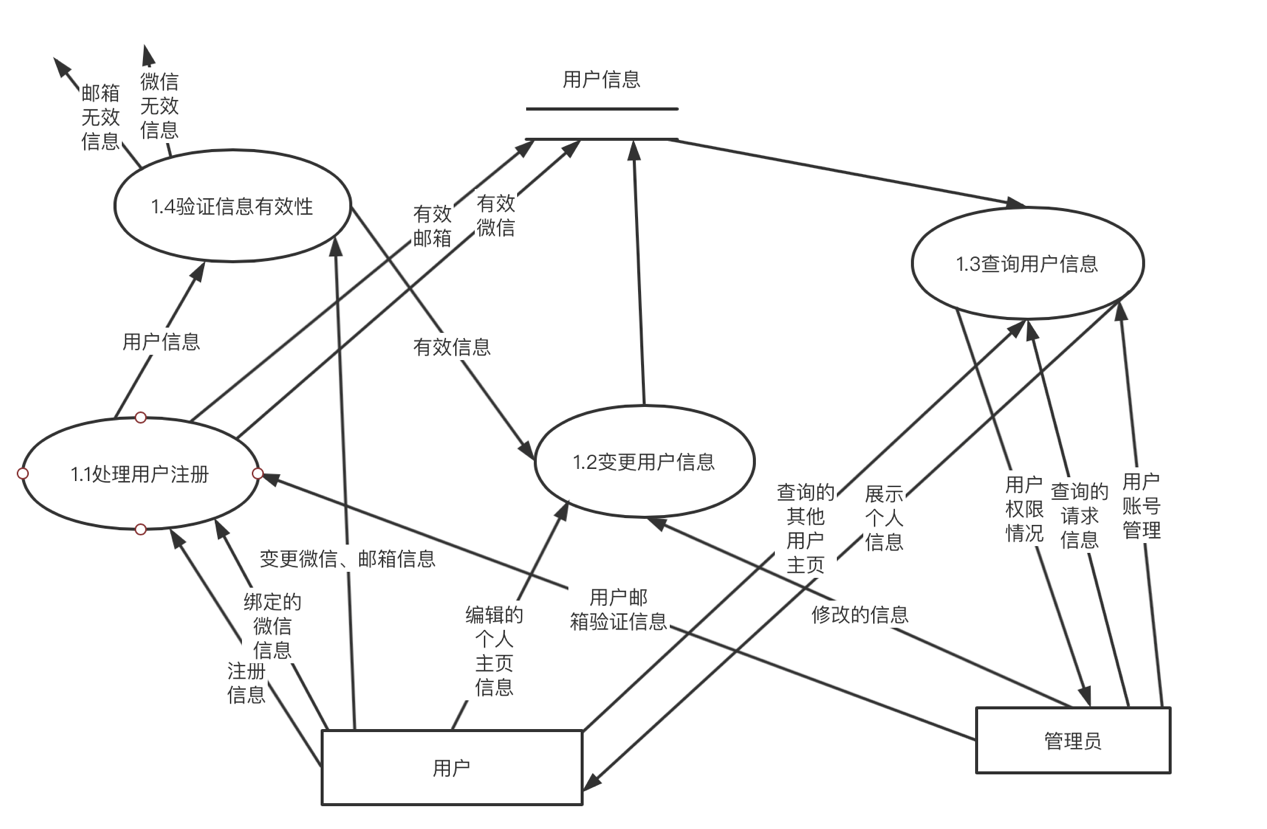 用户信息
微信
无效
信息
邮箱
无效
信息
1.4验证信息有效性
有效
邮箱
有效
微信
1.3查询用户信息
用户信息
有效信息
1.1处理用户注册
1.2变更用户信息
变更微信、邮箱信息
查询的
其他
用户
主页
展示
个人
信息
用户
权限
情况
查询的
请求
信息
用户
账号
管理
绑定的
微信
信息
注册
信息
编辑的
个人
主页
信息
用户邮
箱验证信息
修改的信息
用户
管理员